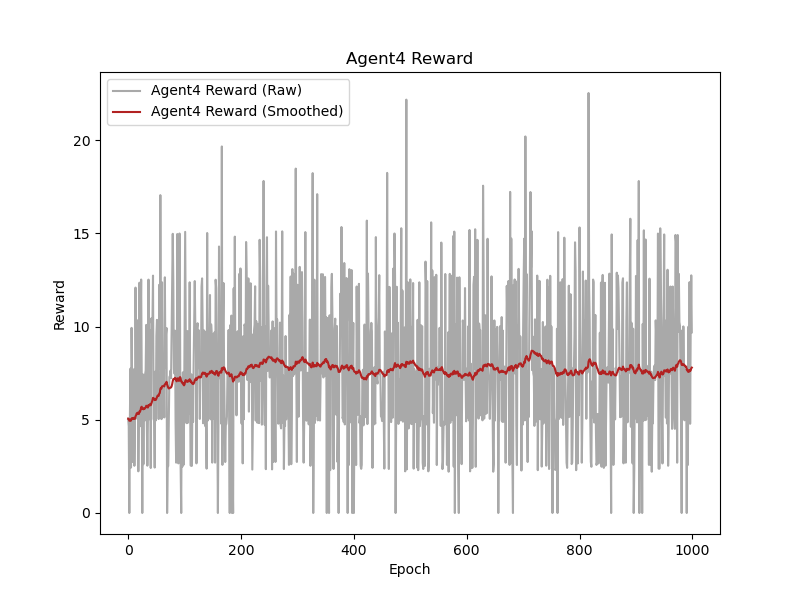 Agent4 Reward
Agent4 Reward (Raw)
Agent4 Reward (Smoothed)
Reward
20
15
10
5
0
0 200 400 600 800 1000
Epoch